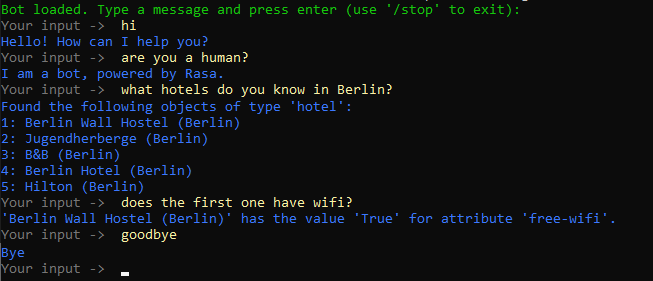 Bot loaded. Type a message and press enter (use '/stop' to exit):
Your input ->  hi
Hello! How can I help you?
Your input ->  are you a human?
I am a bot, powered by Rasa.
Your input ->  what hotels do you know in Berlin?
Found the following objects of type 'hotel':
1: Berlin Wall Hostel (Berlin)
2: Jugendherberge (Berlin)
3: B&B (Berlin)
4: Berlin Hotel (Berlin)
5: Hilton (Berlin)
Your input ->  does the first one have wifi?
'Berlin Wall Hostel (Berlin)' has the value 'True' for attribute 'free-wifi'.
Your input ->  goodbye
Bye
Your input ->